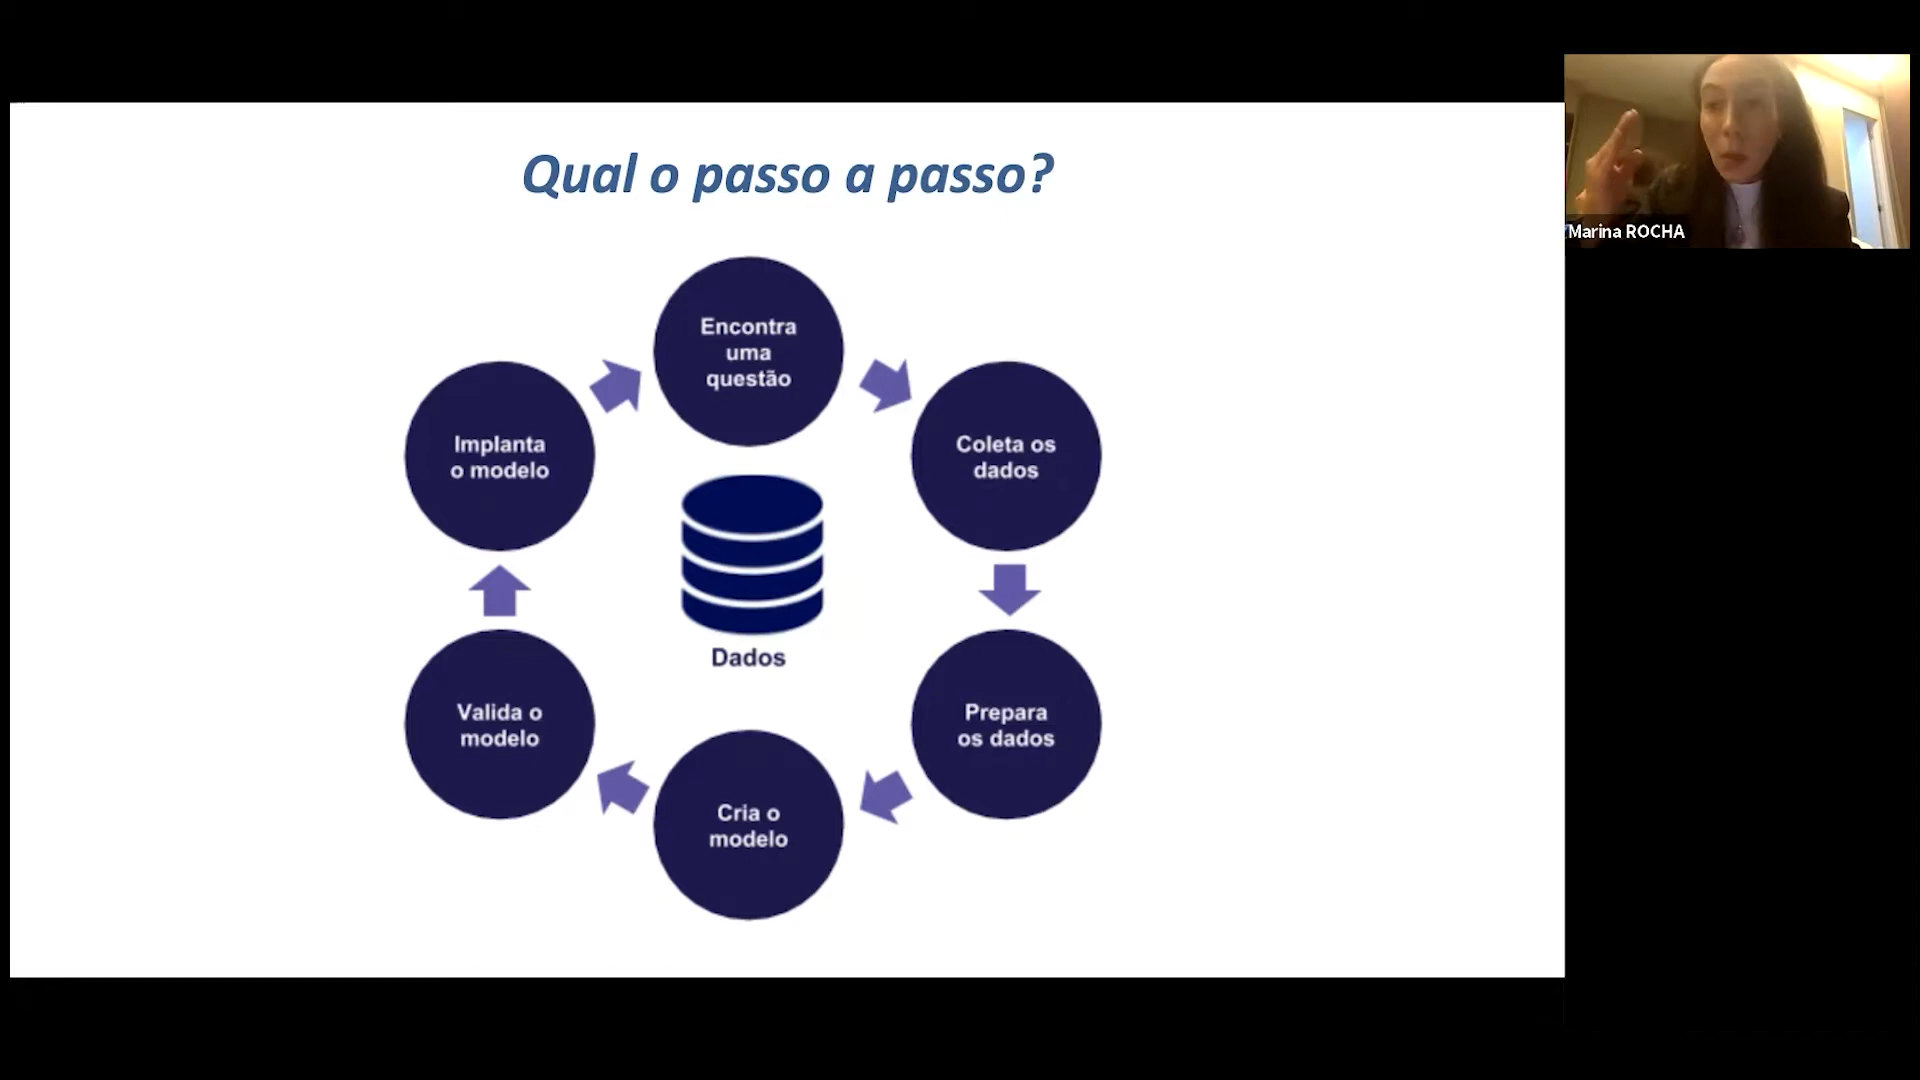 Qual o passo a passo?
Encontra
uma
questão
Coleta os
dados
Prepara
os dados
Cria o
modelo
Valida o
modelo
Implanta
o modelo
Dados
Marina ROCHA